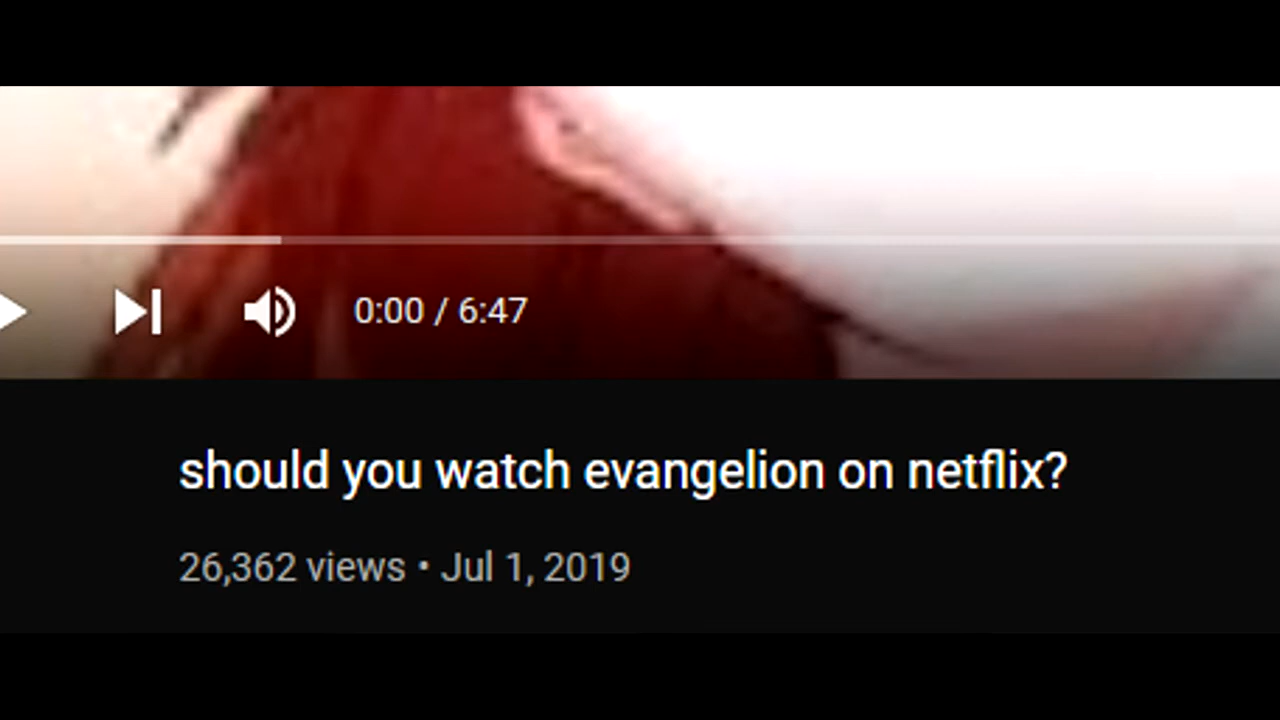 0:00 / 6:47
should you watch evangelion on netflix?
26,362 views • Jul 1, 2019